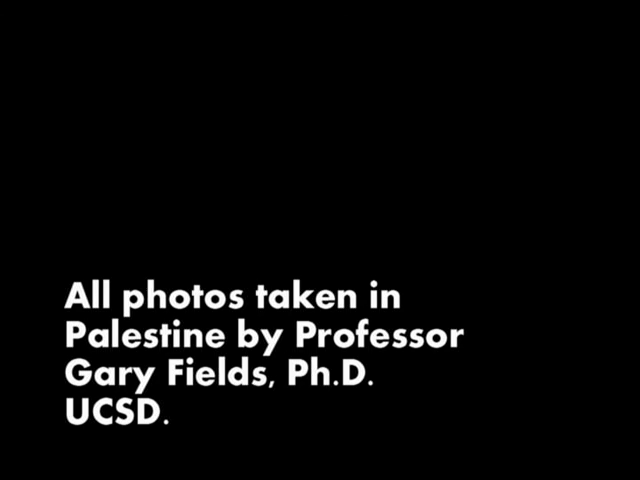 All photos taken in
Palestine by Professor
Gary Fields, Ph.D.
UCSD.